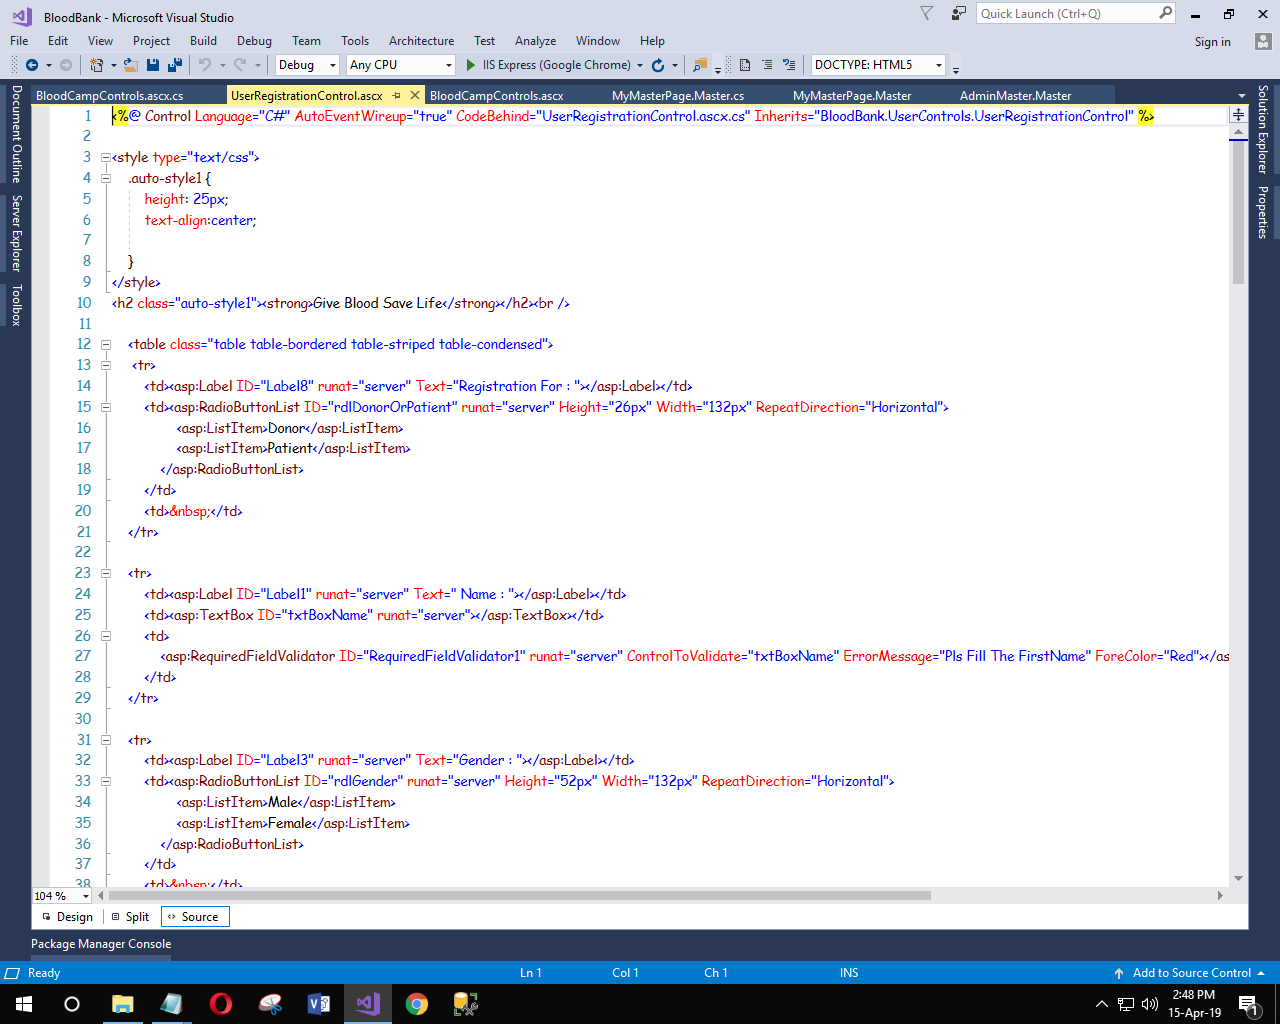 BloodBank - Microsoft Visual Studio
Quick Launch (Ctrl+Q)
File Edit View Project Build Debug Team Tools Architecture Test Analyze Window Help
Sign in
Debug Any CPU IIS Express (Google Chrome) DOCTYPE: HTML5
Document Outline
Server Explorer
Toolbox
BloodCampControls.ascx.cs UserRegistrationControl.ascx BloodCampControls.ascx MyMasterPage.Master.cs MyMasterPage.Master AdminMaster.Master
Solution Explorer
Properties
1 <%@ Control Language="C#" AutoEventWireup="true" CodeBehind="UserRegistrationControl.ascx.cs" Inherits="BloodBank.UserControls.UserRegistrationControl" %>
2
3 <style type="text/css">
4 .auto-style1 {
5 height: 25px;
6 text-align:center;
7
8 }
9 </style>
10 <h2 class="auto-style1"><strong>Give Blood Save Life</strong></h2><br />
11
12 <table class="table table-bordered table-striped table-condensed">
13 <tr>
14 <td><asp:Label ID="Label8" runat="server" Text="Registration For : "></asp:Label></td>
15 <td><asp:RadioButtonList ID="rdlDonorOrPatient" runat="server" Height="26px" Width="132px" RepeatDirection="Horizontal">
16 <asp:ListItem>Donor</asp:ListItem>
17 <asp:ListItem>Patient</asp:ListItem>
18 </asp:RadioButtonList>
19 </td>
20 <td>&nbsp;</td>
21 </tr>
22
23 <tr>
24 <td><asp:Label ID="Label1" runat="server" Text=" Name : "></asp:Label></td>
25 <td><asp:TextBox ID="txtBoxName" runat="server"></asp:TextBox></td>
26 <td>
27 <asp:RequiredFieldValidator ID="RequiredFieldValidator1" runat="server" ControlToValidate="txtBoxName" ErrorMessage="Pls Fill The FirstName" ForeColor="Red"></as
28 </td>
29 </tr>
30
31 <tr>
32 <td><asp:Label ID="Label3" runat="server" Text="Gender : "></asp:Label></td>
33 <td><asp:RadioButtonList ID="rdlGender" runat="server" Height="52px" Width="132px" RepeatDirection="Horizontal">
34 <asp:ListItem>Male</asp:ListItem>
35 <asp:ListItem>Female</asp:ListItem>
36 </asp:RadioButtonList>
37 </td>
38 <td>&nbsp;</td>
104 %
Design Split Source
Package Manager Console
Ready Ln 1 Col 1 Ch 1 INS Add to Source Control
2:48 PM
15-Apr-19
1